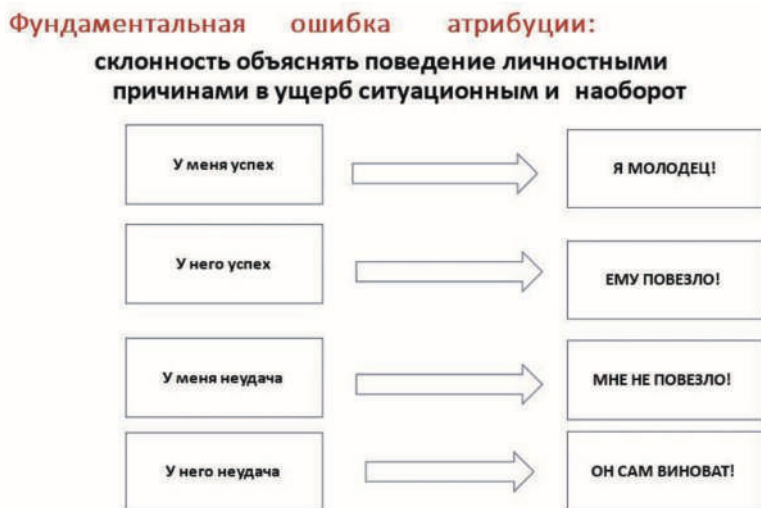 Фундаментальная ошибка атрибуции:
склонность объяснять поведение личностными
причинами в ущерб ситуационным и наоборот
У меня успех
Я МОЛОДЕЦ!
У него успех
ЕМУ ПОВЕЗЛО!
У меня неудача
МНЕ НЕ ПОВЕЗЛО!
У него неудача
ОН САМ ВИНОВАТ!